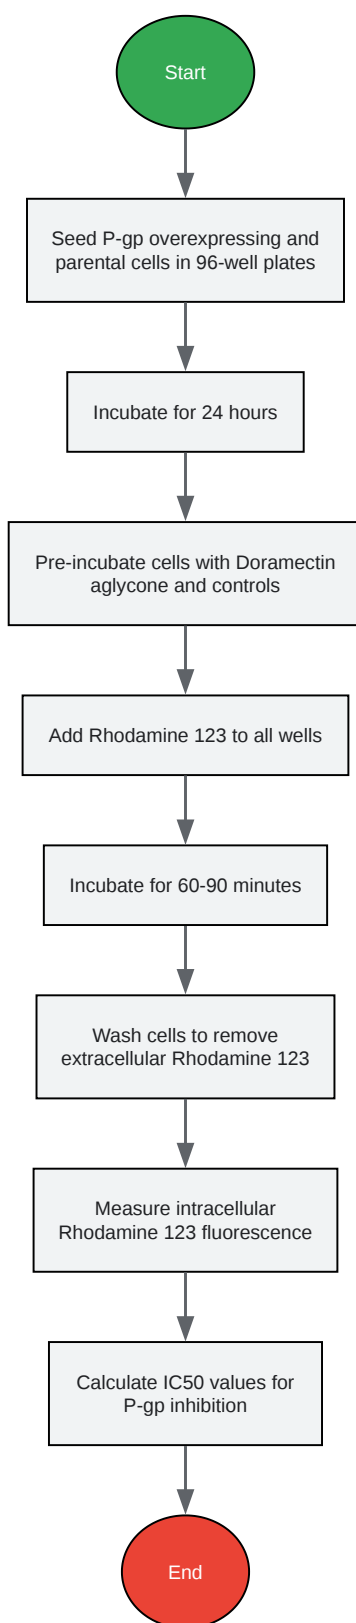 Start
Seed P-gp overexpressing and
parental cells in 96-well plates
Incubate for 24 hours
Pre-incubate cells with Doramectin
aglycone and controls
Add Rhodamine 123 to all wells
Incubate for 60-90 minutes
Wash cells to remove
extracellular Rhodamine 123
Measure intracellular
Rhodamine 123 fluorescence
Calculate IC50 values for
P-gp inhibition
End